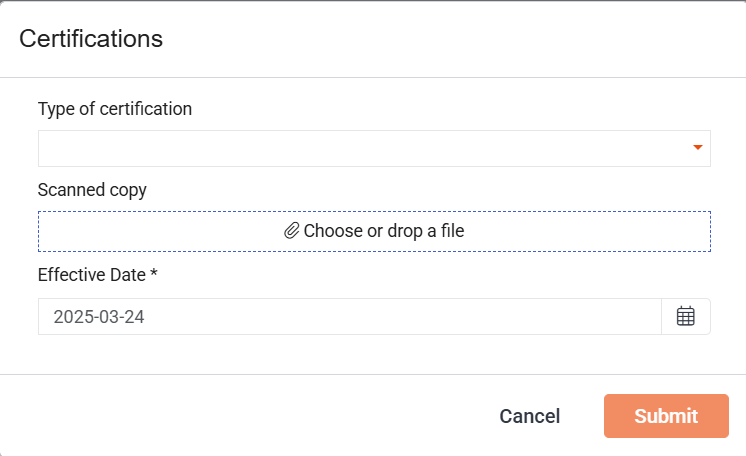 Certifications
Type of certification
Scanned copy
Choose or drop a file
Effective Date *
2025-03-24
Cancel
Submit